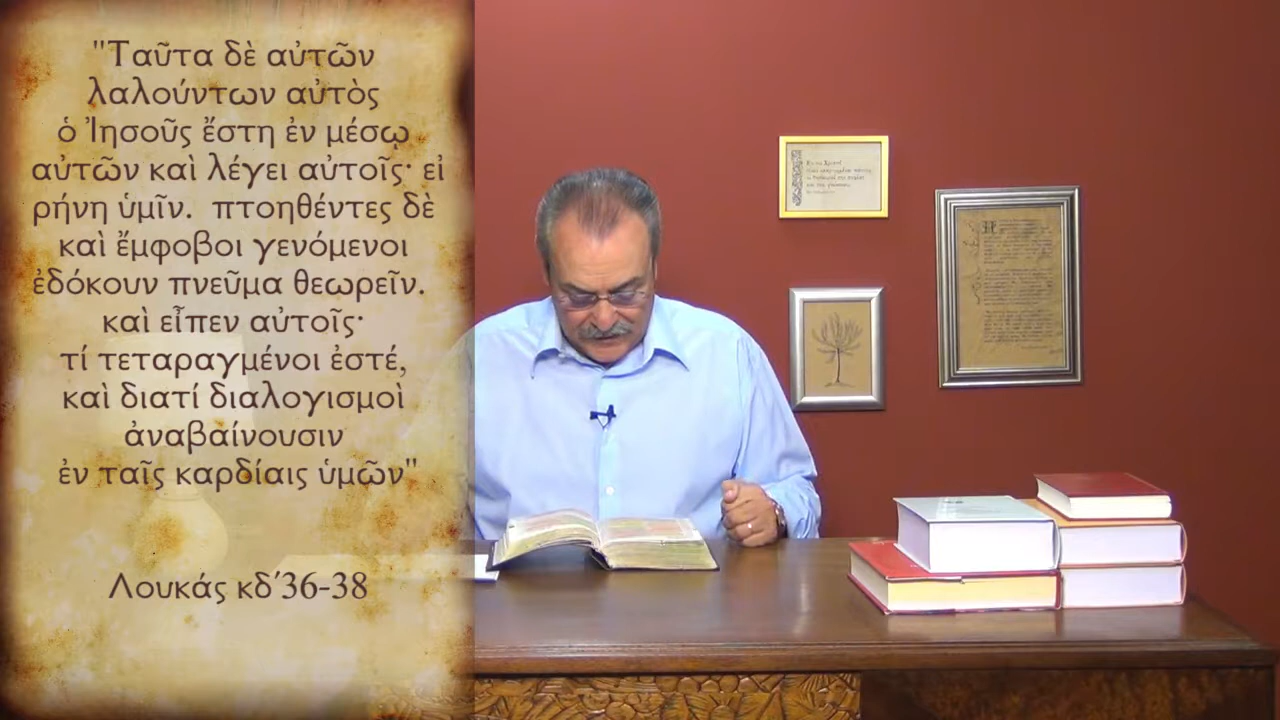 "Ταῦτα δὲ αὐτῶν
λαλούντων αὐτὸς
ὁ Ἰησοῦς ἔστη ἐν μέσῳ
αὐτῶν καὶ λέγει αὐτοῖς· εἰ
ρήνη ὑμῖν. πτοηθέντες δὲ
καὶ ἔμφοβοι γενόμενοι
ἐδόκουν πνεῦμα θεωρεῖν.
καὶ εἶπεν αὐτοῖς·
τί τεταραγμένοι ἐστέ,
καὶ διατί διαλογισμοὶ
ἀναβαίνουσιν
ἐν ταῖς καρδίαις ὑμῶν"
Λουκάς κδ΄36-38